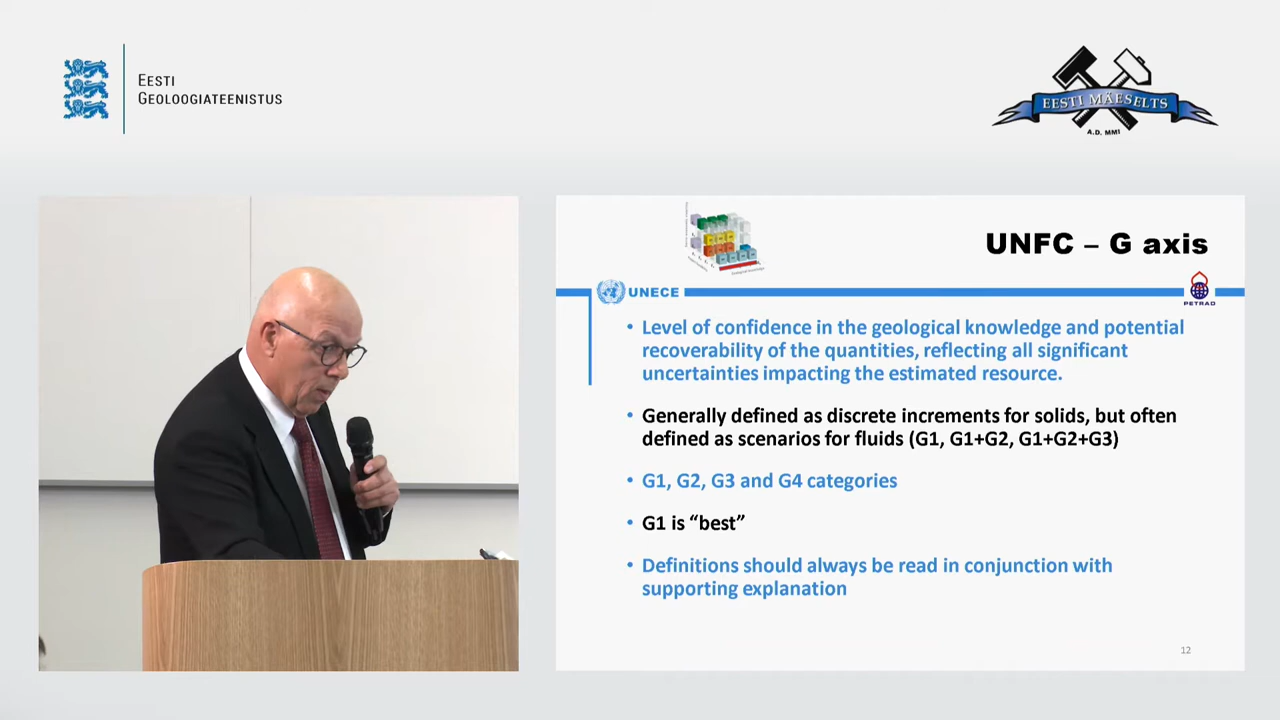 EESTI
GEOLOOGIATEENISTUS
EESTI MÄESELTS
A.D. MMI
UNFC – G axis
UNECE
PETRAD
• Level of confidence in the geological knowledge and potential
recoverability of the quantities, reflecting all significant
uncertainties impacting the estimated resource.
• Generally defined as discrete increments for solids, but often
defined as scenarios for fluids (G1, G1+G2, G1+G2+G3)
• G1, G2, G3 and G4 categories
• G1 is “best”
• Definitions should always be read in conjunction with
supporting explanation
12